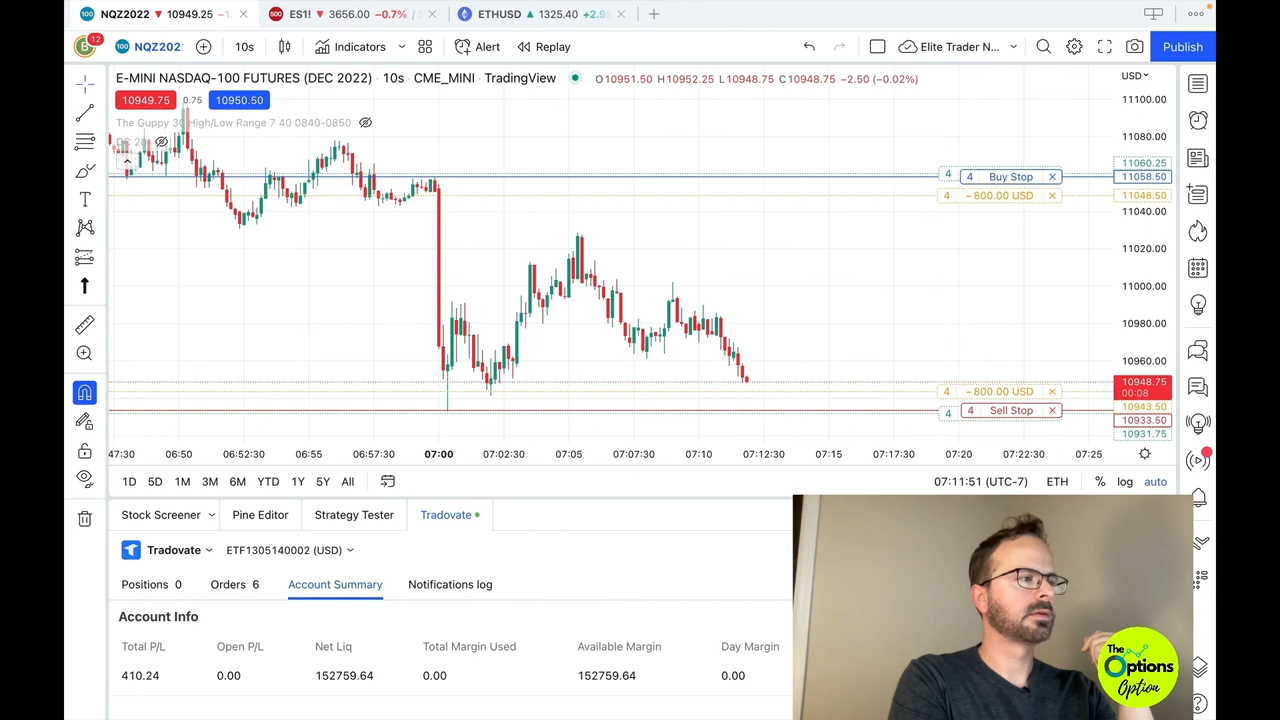 NQZ2022 ▼ 10949.25 −1.
ES1! ▼ 3656.00 −0.7% /
ETHUSD ▲ 1325.40 +2.9
B 12 NQZ202 10s Indicators Alert Replay Elite Trader N... Publish
E-MINI NASDAQ-100 FUTURES (DEC 2022) · 10s · CME_MINI · TradingView O10951.50 H10952.25 L10948.75 C10948.75 −2.50 (−0.02%) USD
10949.75 0.75 10950.50
The Guppy 30 High/Low Range 7 40 0840-0850
DC 20
11100.00
11080.00
11060.25
4 4 Buy Stop 11058.50
4 −800.00 USD 11048.50
11040.00
11020.00
11000.00
10980.00
10960.00
10948.75
00:08
4 −800.00 USD 10943.50
4 4 Sell Stop 10933.50
10931.75
47:30 06:50 06:52:30 06:55 06:57:30 07:00 07:02:30 07:05 07:07:30 07:10 07:12:30 07:15 07:17:30 07:20 07:22:30 07:25
1D 5D 1M 3M 6M YTD 1Y 5Y All 07:11:51 (UTC-7) ETH % log auto
Stock Screener Pine Editor Strategy Tester Tradovate
Tradovate ETF1305140002 (USD)
Positions 0 Orders 6 Account Summary Notifications log
Account Info
Total P/L Open P/L Net Liq Total Margin Used Available Margin Day Margin
410.24 0.00 152759.64 0.00 152759.64 0.00
The
Options
Option